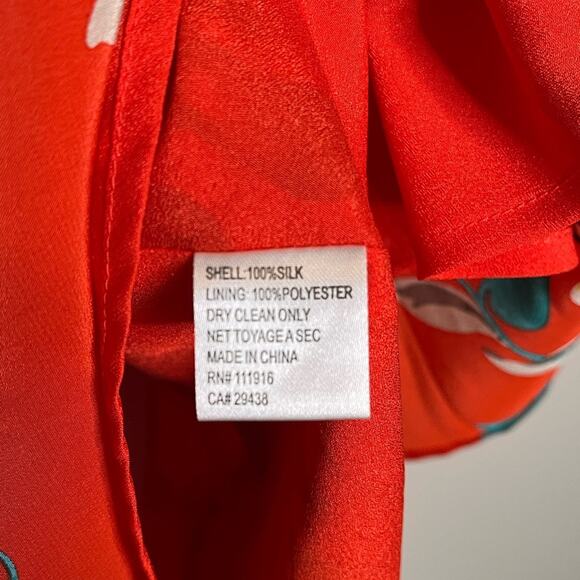 SHELL:100%SILK
LINING: 100%POLYESTER
DRY CLEAN ONLY
NET TOYAGE A SEC
MADE IN CHINA
RN# 111916
CA# 29438